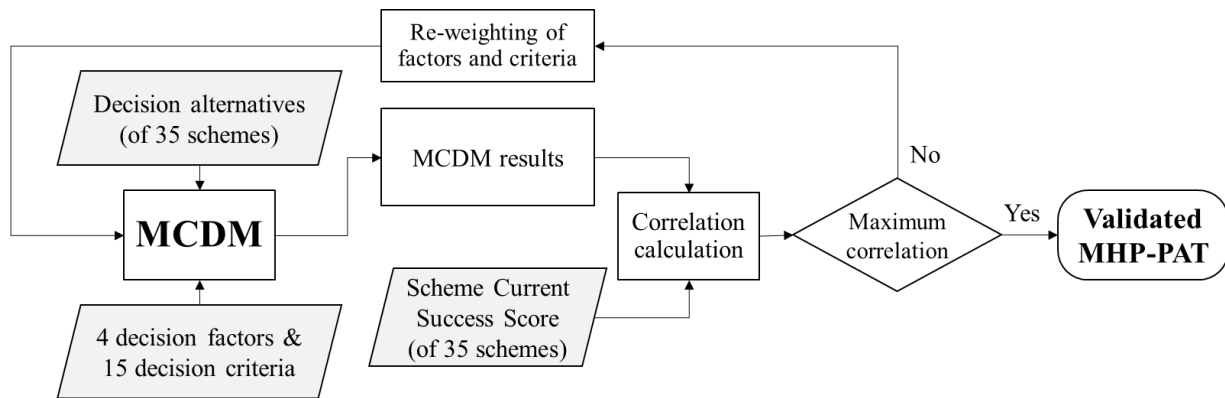 Re-weighting of
factors and criteria
Decision alternatives
(of 35 schemes)
MCDM results
No
MCDM
Correlation
calculation
Maximum
correlation
Yes
Validated
MHP-PAT
Scheme Current
Success Score
(of 35 schemes)
4 decision factors &
15 decision criteria